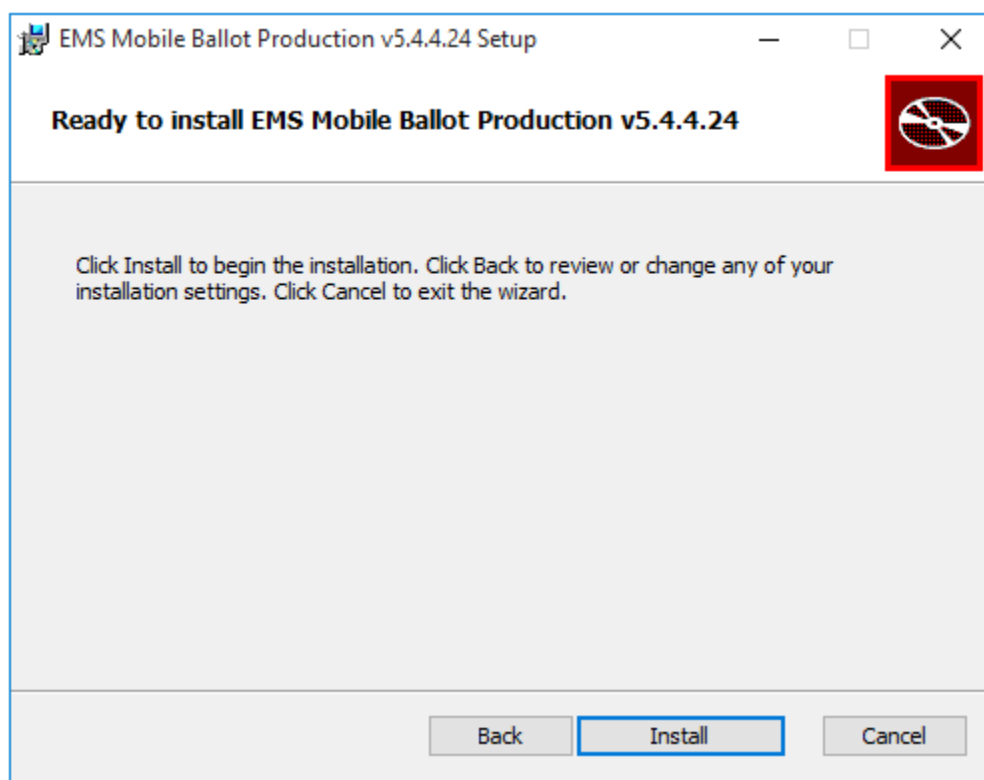 EMS Mobile Ballot Production v5.4.4.24 Setup
Ready to install EMS Mobile Ballot Production v5.4.4.24
Click Install to begin the installation. Click Back to review or change any of your
installation settings. Click Cancel to exit the wizard.
Back Install Cancel